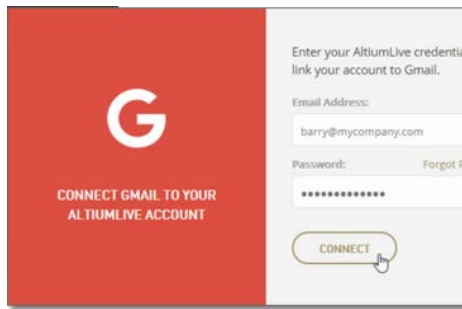 G
CONNECT GMAIL TO YOUR
ALTIUMLIVE ACCOUNT
Enter your AltiumLive
link your account to Gmail.
Email Address:
barry@mycompany.com
Password:
Forgot
•••••••••••••
CONNECT